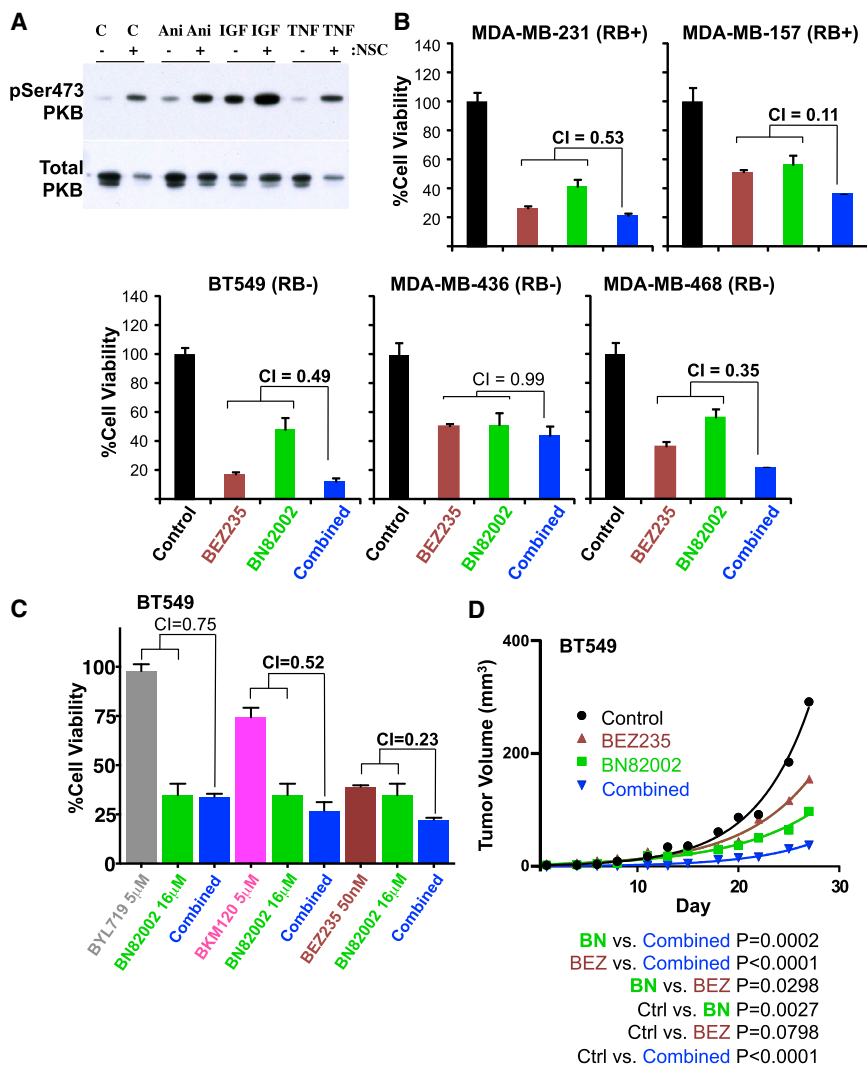 A
C C Ani Ani IGF IGF TNF TNF
- + - + - + - + :NSC
pSer473
PKB
Total
PKB
B
MDA-MB-231 (RB+)
%Cell Viability
140
120
100
80
60
40
20
CI = 0.53
MDA-MB-157 (RB+)
CI = 0.11
BT549 (RB-)
%Cell Viability
140
120
100
80
60
40
20
CI = 0.49
Control
BEZ235
BN82002
Combined
MDA-MB-436 (RB-)
CI = 0.99
Control
BEZ235
BN82002
Combined
MDA-MB-468 (RB-)
CI = 0.35
Control
BEZ235
BN82002
Combined
C
BT549
%Cell Viability
100
75
50
25
0
CI=0.75
CI=0.52
CI=0.23
BYL719 5μM
BN82002 16μM
Combined
BKM120 5μM
BN82002 16μM
Combined
BEZ235 50nM
BN82002 16μM
Combined
D
BT549
Tumor Volume (mm³)
400
200
0
Control
BEZ235
BN82002
Combined
10 20 30
Day
BN vs. Combined P=0.0002
BEZ vs. Combined P<0.0001
BN vs. BEZ P=0.0298
Ctrl vs. BN P=0.0027
Ctrl vs. BEZ P=0.0798
Ctrl vs. Combined P<0.0001